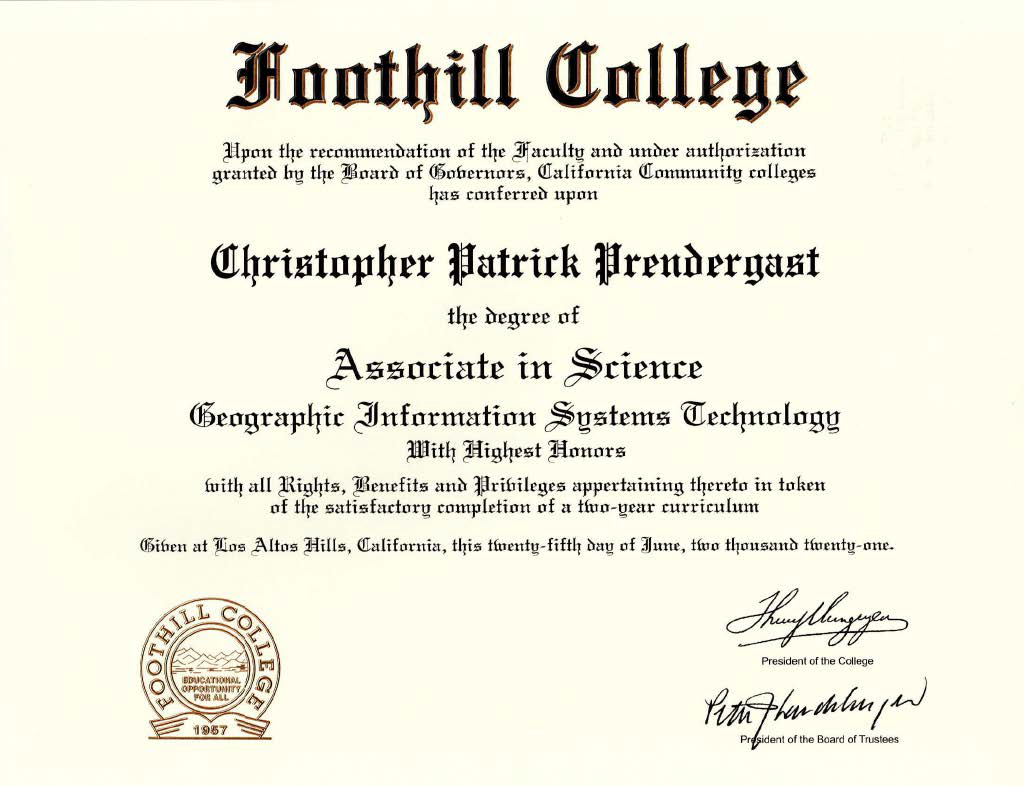 Foothill College
Upon the recommendation of the Faculty and under authorization
granted by the Board of Governors, California Community colleges
has conferred upon
Christopher Patrick Prendergast
the degree of
Associate in Science
Geographic Information Systems Technology
With Highest Honors
with all Rights, Benefits and Privileges appertaining thereto in token
of the satisfactory completion of a two-year curriculum
Given at Los Altos Hills, California, this twenty-fifth day of June, two thousand twenty-one.
FOOTHILL COLLEGE
EDUCATIONAL
OPPORTUNITY
FOR ALL
1957
President of the College
President of the Board of Trustees